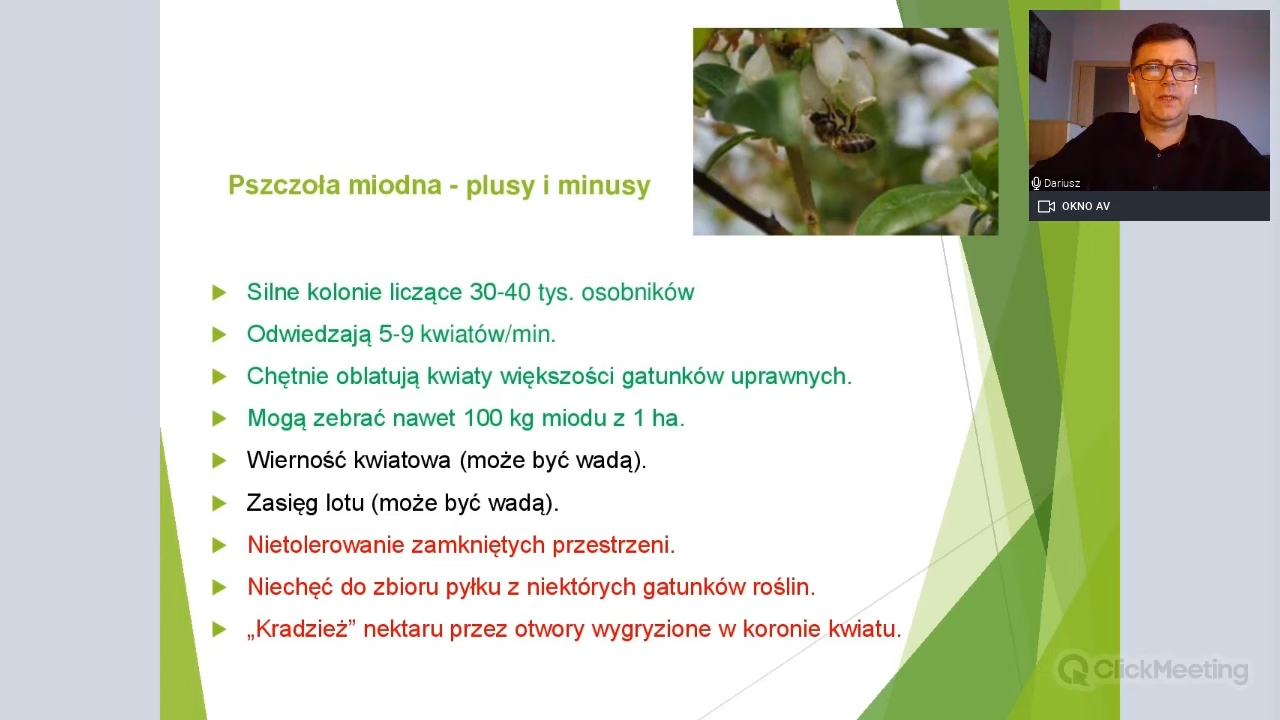 Pszczoła miodna - plusy i minusy
Silne kolonie liczące 30-40 tys. osobników
Odwiedzają 5-9 kwiatów/min.
Chętnie oblatują kwiaty większości gatunków uprawnych.
Mogą zebrać nawet 100 kg miodu z 1 ha.
Wierność kwiatowa (może być wadą).
Zasięg lotu (może być wadą).
Nietolerowanie zamkniętych przestrzeni.
Niechęć do zbioru pyłku z niektórych gatunków roślin.
„Kradzież” nektaru przez otwory wygryzione w koronie kwiatu.
Dariusz
OKNO AV
ClickMeeting